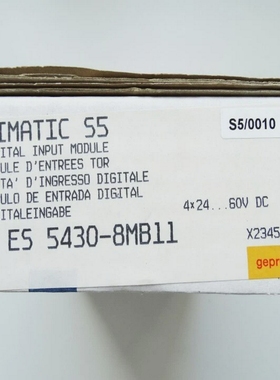 IMATIC S5
S5/0010
ITAL INPUT MODULE
ULE D'ENTREES TOR
TA' D'INGRESSO DIGITALE
ULO DE ENTRADA DIGITAL
ITALEINGABE
4x24...60V DC
ES 5430-8MB11
X2345
gepr